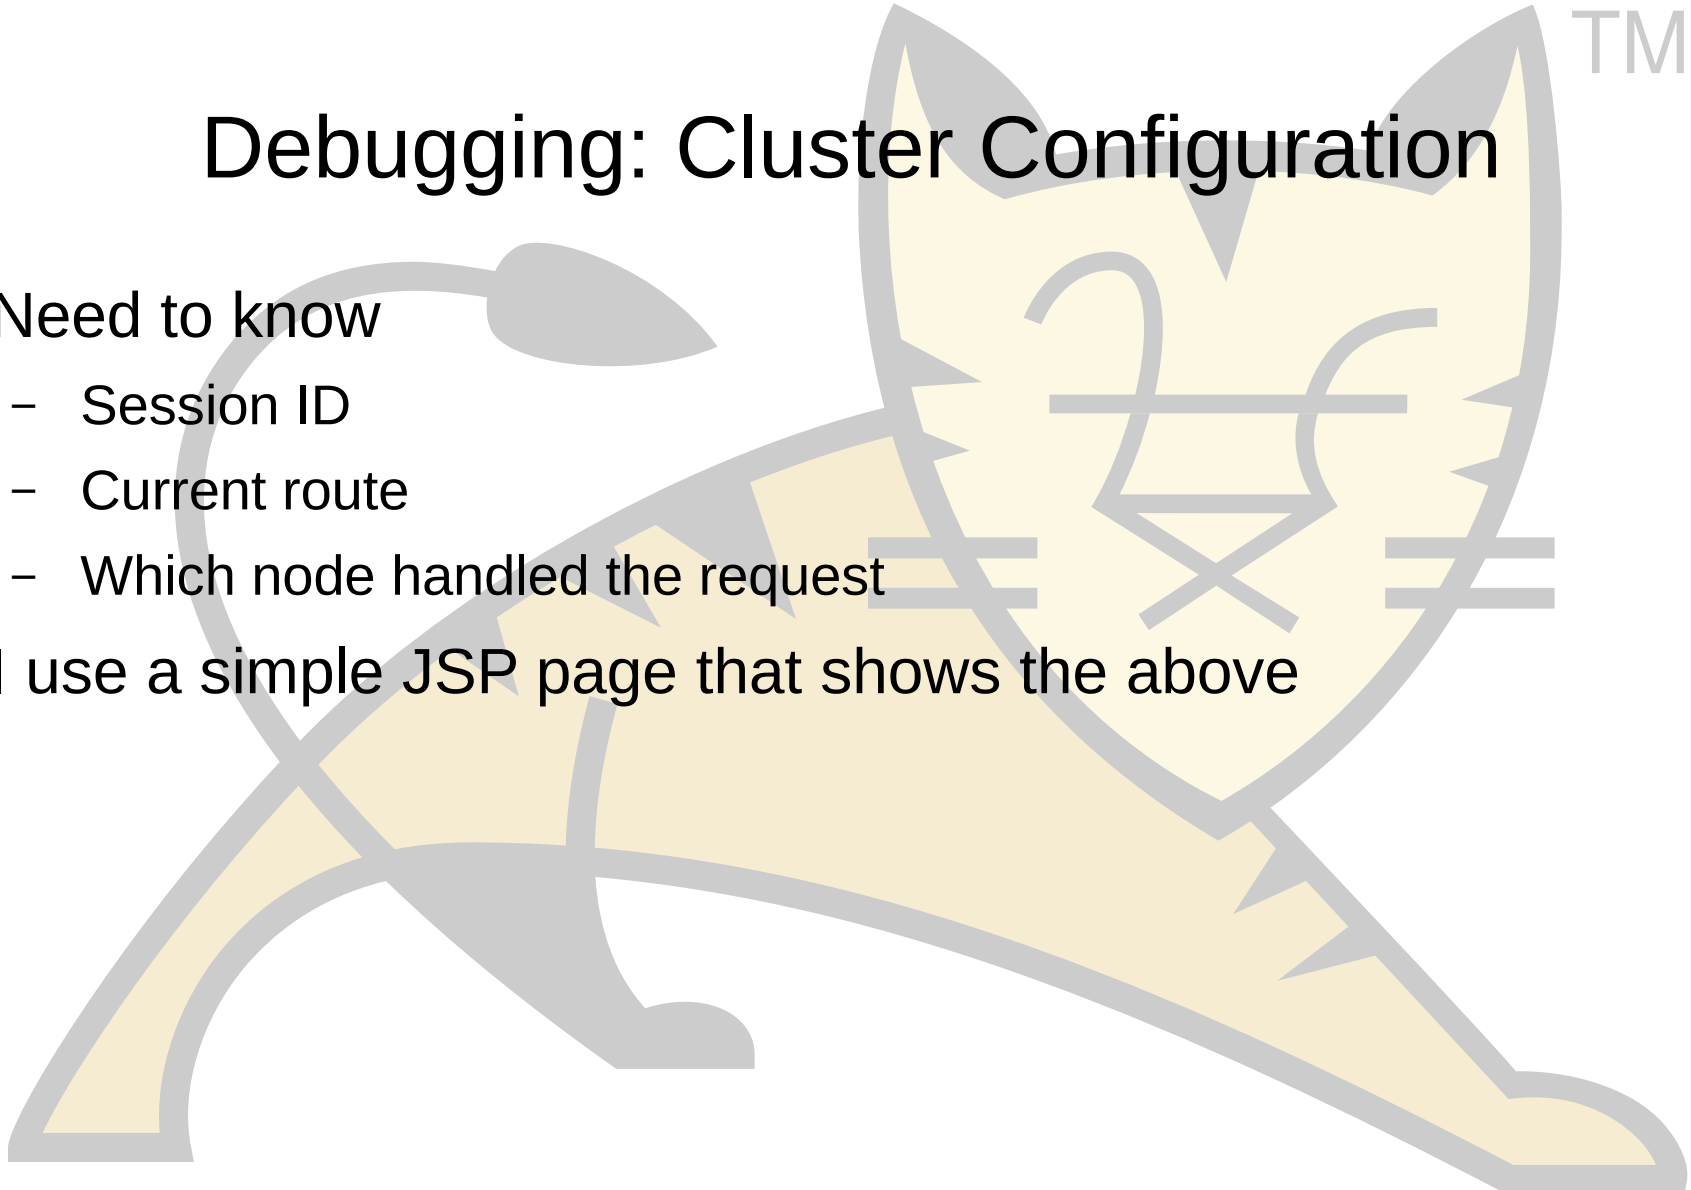 TM
Debugging: Cluster Configuration
Need to know
– Session ID
– Current route
– Which node handled the request
I use a simple JSP page that shows the above